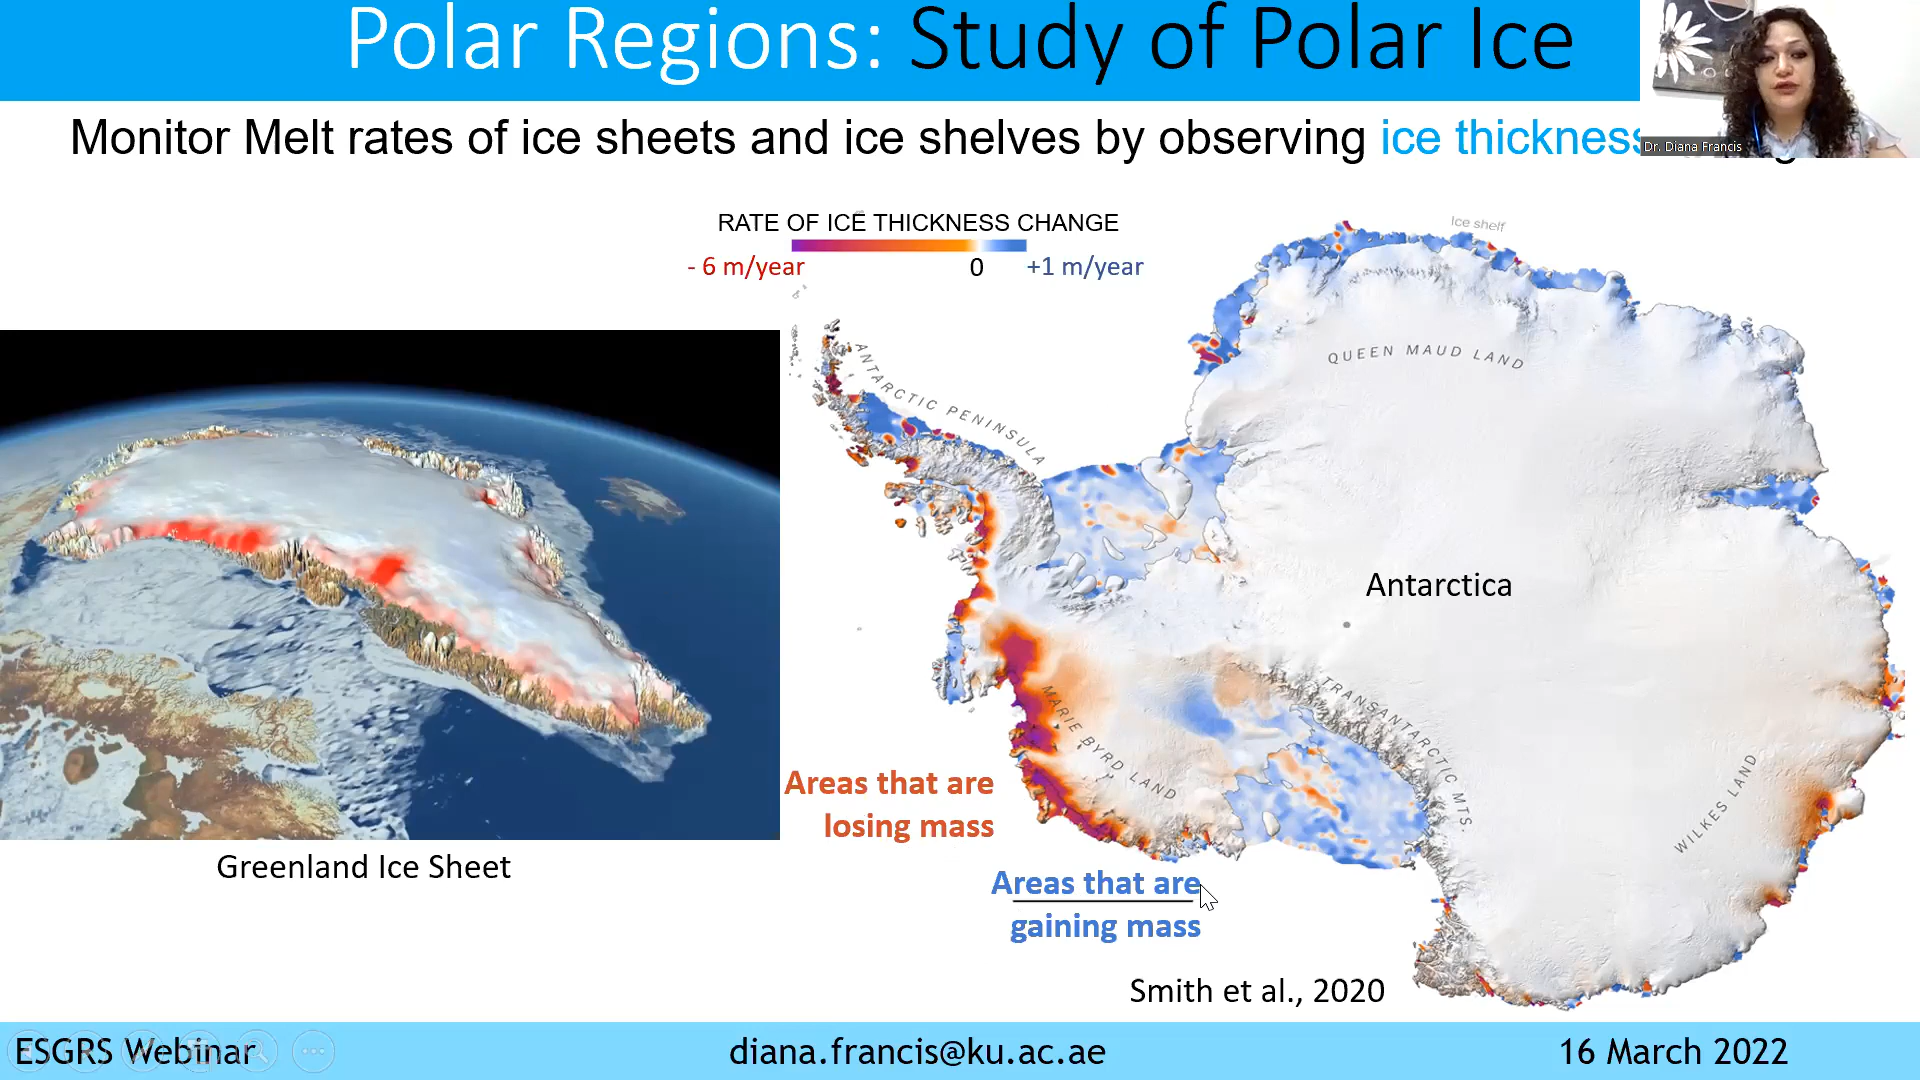 Polar Regions: Study of Polar Ice
Dr. Diana Francis
Monitor Melt rates of ice sheets and ice shelves by observing ice thickness
RATE OF ICE THICKNESS CHANGE
- 6 m/year 0 +1 m/year
Ice shelf
QUEEN MAUD LAND
ANTARCTIC PENINSULA
Antarctica
MARIE BYRD LAND
TRANSANTARCTIC MTS.
WILKES LAND
Areas that are
losing mass
Greenland Ice Sheet
Areas that are
gaining mass
Smith et al., 2020
ESGRS Webinar
diana.francis@ku.ac.ae
16 March 2022